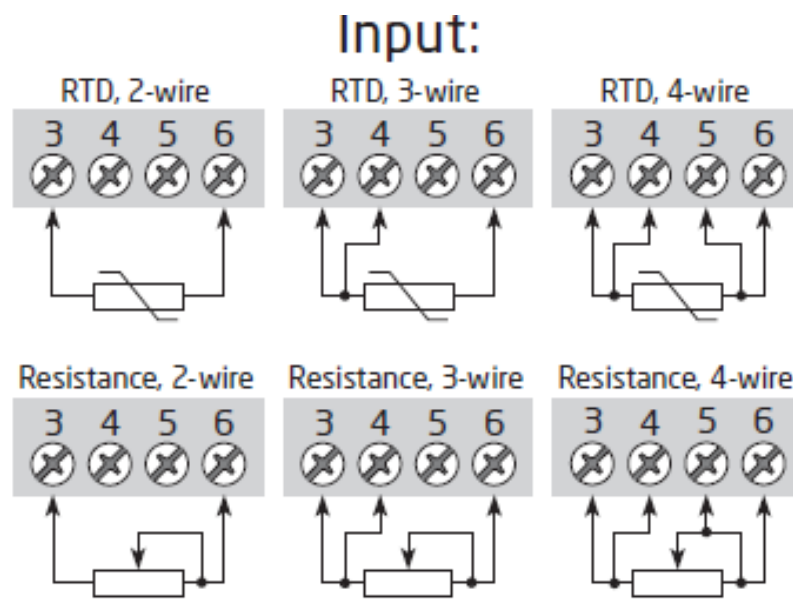 Input:
RTD, 2-wire
RTD, 3-wire
RTD, 4-wire
3 4 5 6
3 4 5 6
3 4 5 6
Resistance, 2-wire
Resistance, 3-wire
Resistance, 4-wire
3 4 5 6
3 4 5 6
3 4 5 6